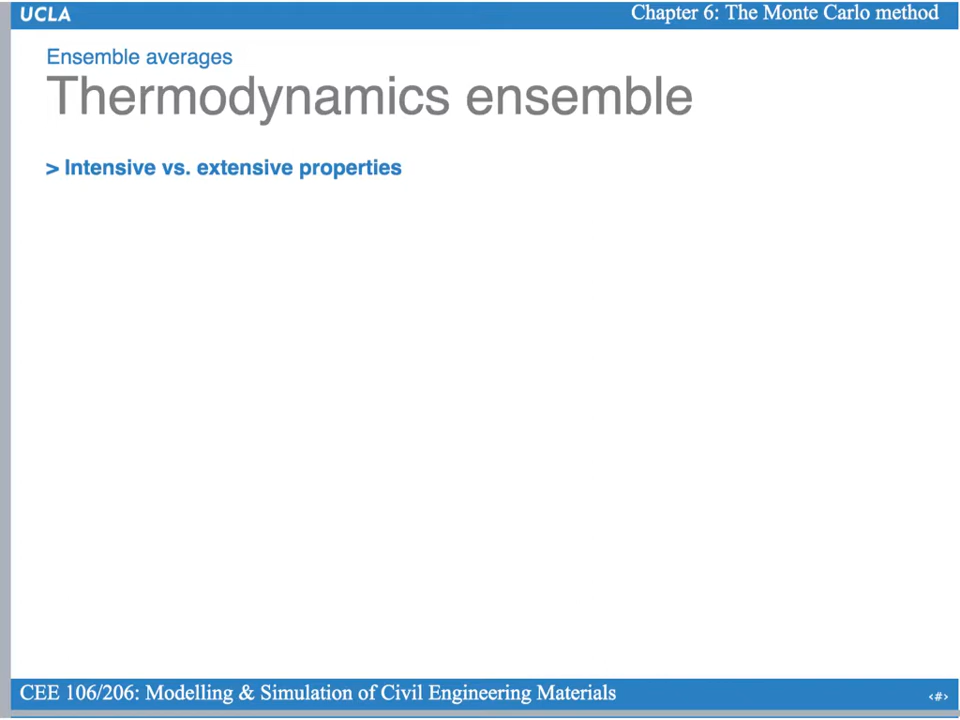 UCLA
Chapter 6: The Monte Carlo method
Ensemble averages
Thermodynamics ensemble
> Intensive vs. extensive properties
CEE 106/206: Modelling & Simulation of Civil Engineering Materials
‹#›